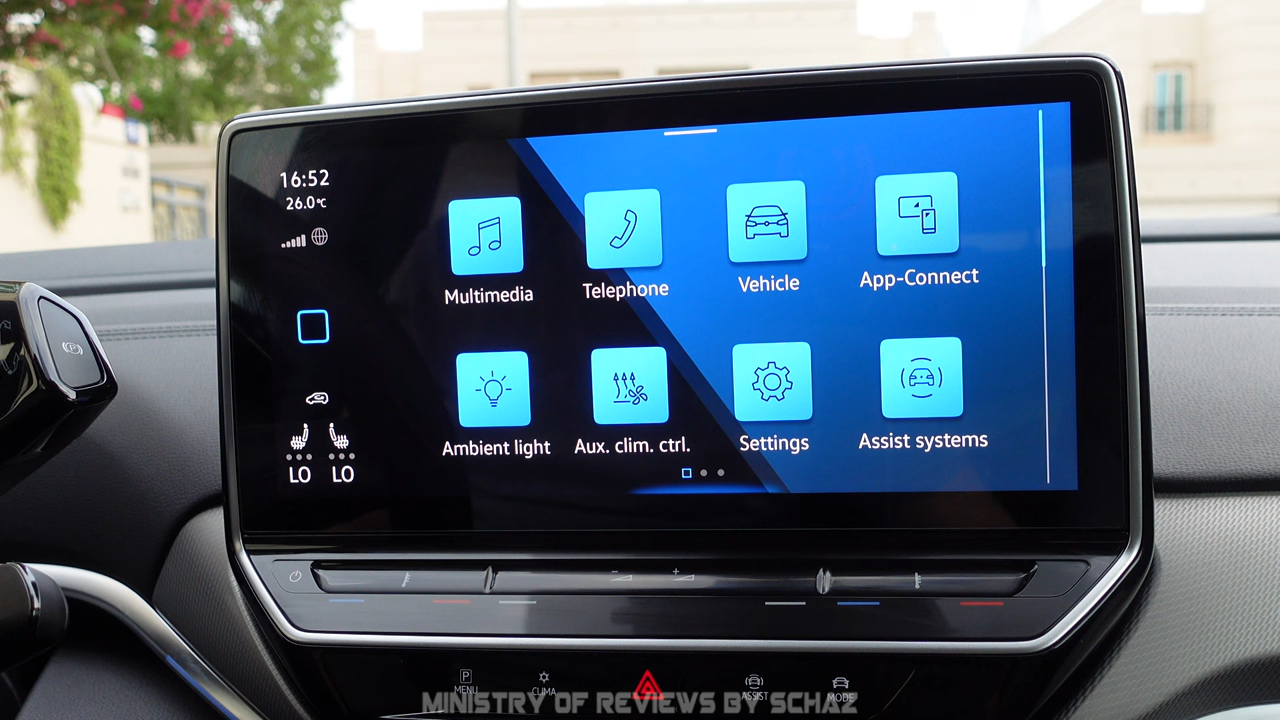 16:52
26.0℃
Multimedia
Telephone
Vehicle
App-Connect
Ambient light
Aux. clim. ctrl.
Settings
Assist systems
LO LO
P
MENU
CLIMA
ASSIST
MODE
MINISTRY OF REVIEWS BY SCHAZ